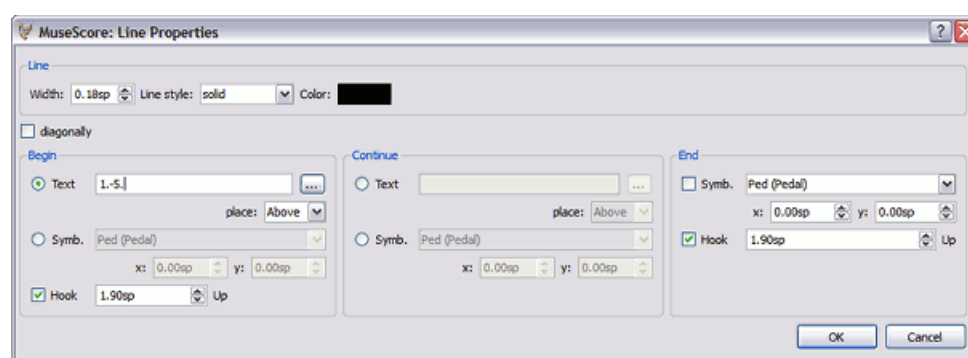 MuseScore: Line Properties
Line
Width: 0.18sp Line style: solid Color:
diagonally
Begin
Text 1.-5. ...
place: Above
Symb. Ped (Pedal)
x: 0.00sp y: 0.00sp
Hook 1.90sp Up
Continue
Text ...
place: Above
Symb. Ped (Pedal)
x: 0.00sp y: 0.00sp
End
Symb. Ped (Pedal)
x: 0.00sp y: 0.00sp
Hook 1.90sp Up
OK Cancel